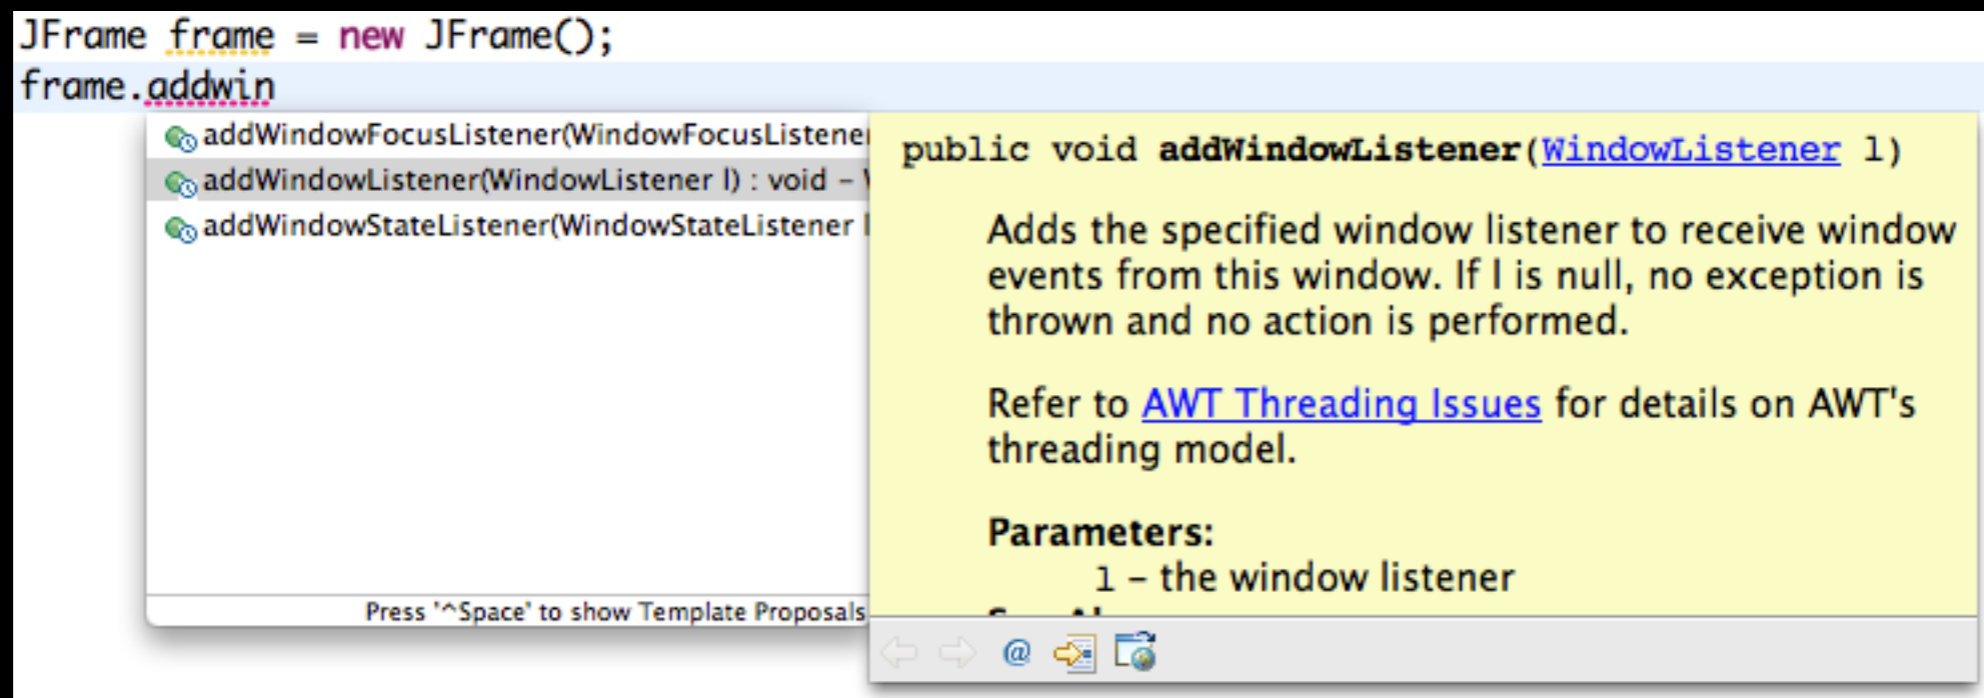 JFrame frame = new JFrame();
frame.addwin
addWindowFocusListener(WindowFocusListener
addWindowListener(WindowListener l) : void –
addWindowStateListener(WindowStateListener
Press '^Space' to show Template Proposals
public void addWindowListener(WindowListener l)
Adds the specified window listener to receive window
events from this window. If l is null, no exception is
thrown and no action is performed.
Refer to AWT Threading Issues for details on AWT's
threading model.
Parameters:
l – the window listener
@